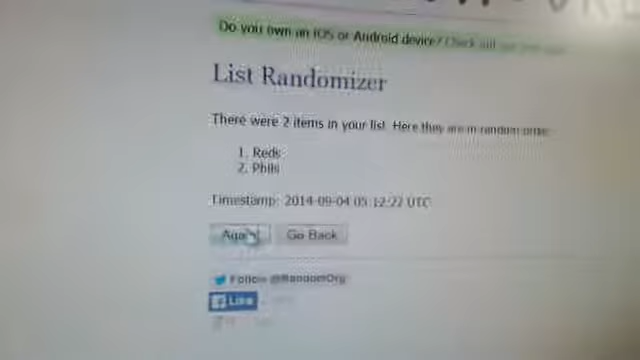 Do you own an iOS or Android device? Check out
List Randomizer
There were 2 items in your list. Here they are in random order:
1. Reds
2. Phils
Timestamp: 2014-09-04 05:12:22 UTC
Again! Go Back
Follow @RandomOrg
Like